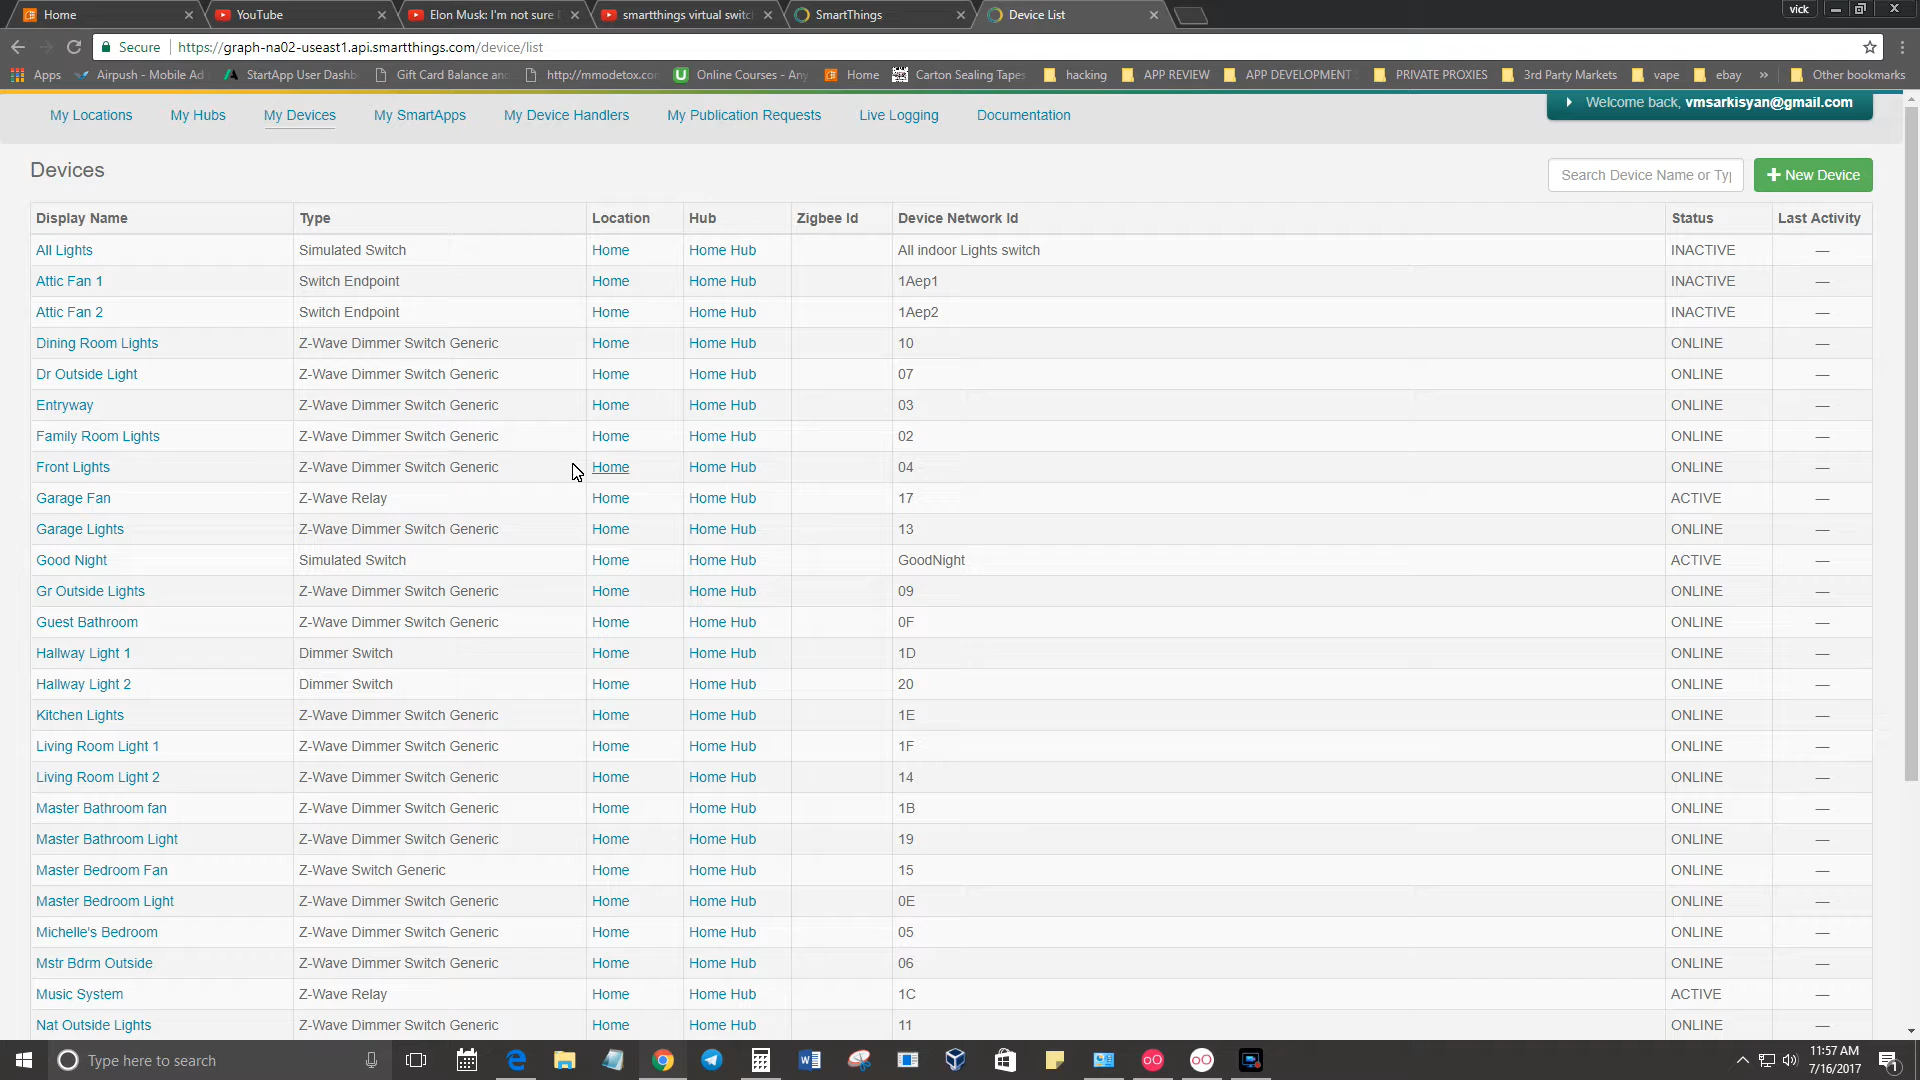 Home
YouTube
Elon Musk: I'm not sure
smartthings virtual switc
SmartThings
Device List
vick
Secure
https://graph-na02-useast1.api.smartthings.com/device/list
Apps
Airpush - Mobile Ad
StartApp User Dashb
Gift Card Balance and
http://mmodetox.co
Online Courses - Any
Home
Carton Sealing Tapes
hacking
APP REVIEW
APP DEVELOPMENT
PRIVATE PROXIES
3rd Party Markets
vape
ebay
»
Other bookmarks
My Locations
My Hubs
My Devices
My SmartApps
My Device Handlers
My Publication Requests
Live Logging
Documentation
Welcome back, vmsarkisyan@gmail.com
Devices
Search Device Name or Ty
+ New Device
Display Name Type Location Hub Zigbee Id Device Network Id Status Last Activity
All Lights Simulated Switch Home Home Hub All indoor Lights switch INACTIVE —
Attic Fan 1 Switch Endpoint Home Home Hub 1Aep1 INACTIVE —
Attic Fan 2 Switch Endpoint Home Home Hub 1Aep2 INACTIVE —
Dining Room Lights Z-Wave Dimmer Switch Generic Home Home Hub 10 ONLINE —
Dr Outside Light Z-Wave Dimmer Switch Generic Home Home Hub 07 ONLINE —
Entryway Z-Wave Dimmer Switch Generic Home Home Hub 03 ONLINE —
Family Room Lights Z-Wave Dimmer Switch Generic Home Home Hub 02 ONLINE —
Front Lights Z-Wave Dimmer Switch Generic Home Home Hub 04 ONLINE —
Garage Fan Z-Wave Relay Home Home Hub 17 ACTIVE —
Garage Lights Z-Wave Dimmer Switch Generic Home Home Hub 13 ONLINE —
Good Night Simulated Switch Home Home Hub GoodNight ACTIVE —
Gr Outside Lights Z-Wave Dimmer Switch Generic Home Home Hub 09 ONLINE —
Guest Bathroom Z-Wave Dimmer Switch Generic Home Home Hub 0F ONLINE —
Hallway Light 1 Dimmer Switch Home Home Hub 1D ONLINE —
Hallway Light 2 Dimmer Switch Home Home Hub 20 ONLINE —
Kitchen Lights Z-Wave Dimmer Switch Generic Home Home Hub 1E ONLINE —
Living Room Light 1 Z-Wave Dimmer Switch Generic Home Home Hub 1F ONLINE —
Living Room Light 2 Z-Wave Dimmer Switch Generic Home Home Hub 14 ONLINE —
Master Bathroom fan Z-Wave Dimmer Switch Generic Home Home Hub 1B ONLINE —
Master Bathroom Light Z-Wave Dimmer Switch Generic Home Home Hub 19 ONLINE —
Master Bedroom Fan Z-Wave Switch Generic Home Home Hub 15 ONLINE —
Master Bedroom Light Z-Wave Dimmer Switch Generic Home Home Hub 0E ONLINE —
Michelle's Bedroom Z-Wave Dimmer Switch Generic Home Home Hub 05 ONLINE —
Mstr Bdrm Outside Z-Wave Dimmer Switch Generic Home Home Hub 06 ONLINE —
Music System Z-Wave Relay Home Home Hub 1C ACTIVE —
Nat Outside Lights Z-Wave Dimmer Switch Generic Home Home Hub 11 ONLINE —
Type here to search
11:57 AM
7/16/2017
1